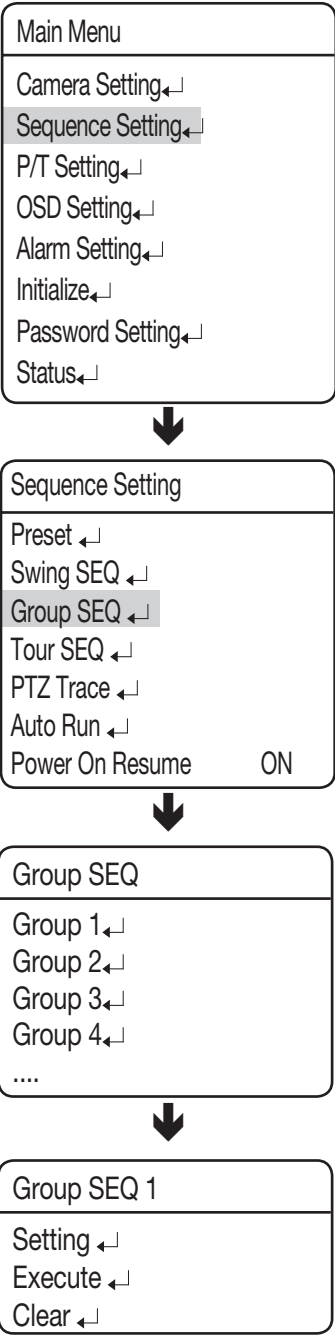 Main Menu
Camera Setting↵
Sequence Setting↵
P/T Setting↵
OSD Setting↵
Alarm Setting↵
Initialize↵
Password Setting↵
Status↵
Sequence Setting
Preset ↵
Swing SEQ ↵
Group SEQ ↵
Tour SEQ ↵
PTZ Trace ↵
Auto Run ↵
Power On Resume ON
Group SEQ
Group 1↵
Group 2↵
Group 3↵
Group 4↵
....
Group SEQ 1
Setting ↵
Execute ↵
Clear ↵